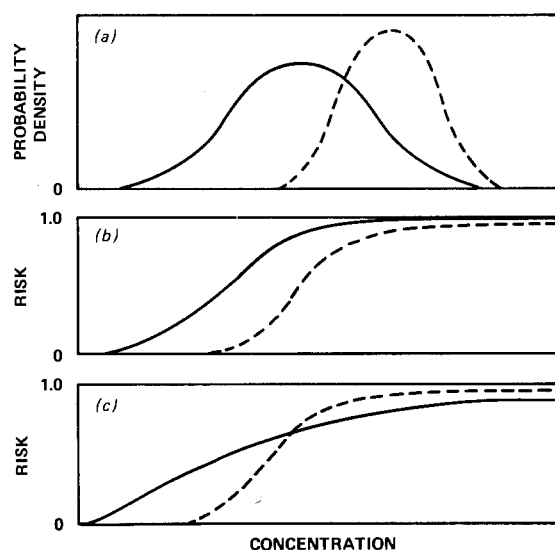 (a)
PROBABILITY
DENSITY
0
1.0
(b)
RISK
0
1.0
(c)
RISK
0
CONCENTRATION